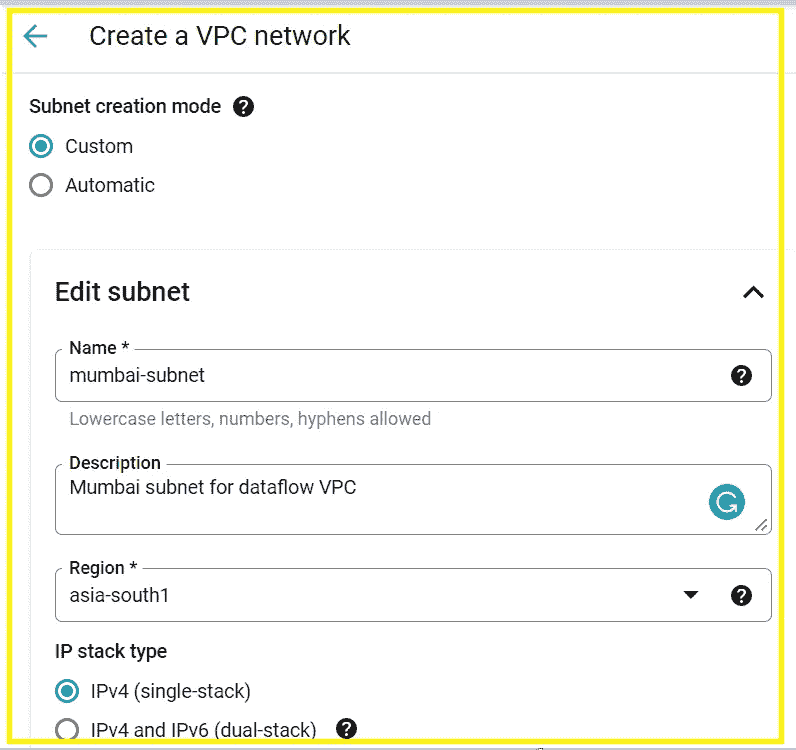 Create a VPC network
Subnet creation mode ?
Custom
Automatic
Edit subnet
Name *
mumbai-subnet ?
Lowercase letters, numbers, hyphens allowed
Description
Mumbai subnet for dataflow VPC
Region *
asia-south1 ?
IP stack type
IPv4 (single-stack)
IPv4 and IPv6 (dual-stack) ?